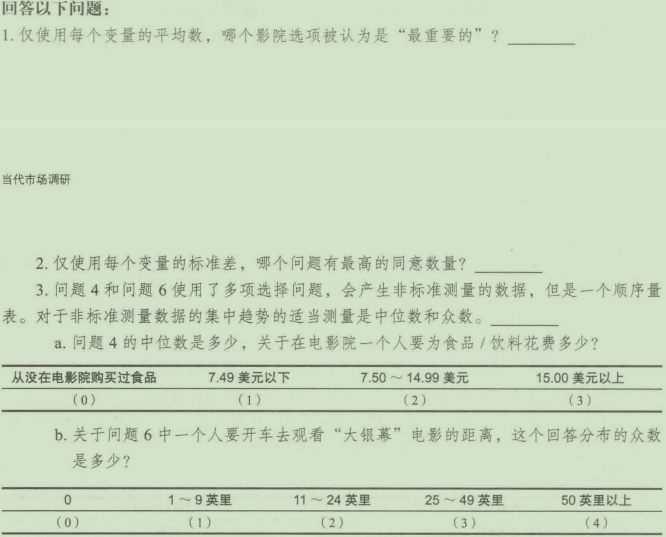 回答以下问题：
1. 仅使用每个变量的平均数，哪个影院选项被认为是“最重要的”？
当代市场调研
2. 仅使用每个变量的标准差，哪个问题有最高的同意数量？
3. 问题 4 和问题 6 使用了多项选择问题，会产生非标准测量的数据，但是一个顺序量
表。对于非标准测量数据的集中趋势的适当测量是中位数和众数。
a. 问题 4 的中位数是多少，关于在电影院一个人要为食品 / 饮料花费多少？
从没在电影院购买过食品 7.49 美元以下 7.50 ～ 14.99 美元 15.00 美元以上
（0） （1） （2） （3）
b. 关于问题 6 中一个人要开车去观看“大银幕”电影的距离，这个回答分布的众数
是多少？
0 1 ～ 9 英里 11 ～ 24 英里 25 ～ 49 英里 50 英里以上
（0） （1） （2） （3） （4）